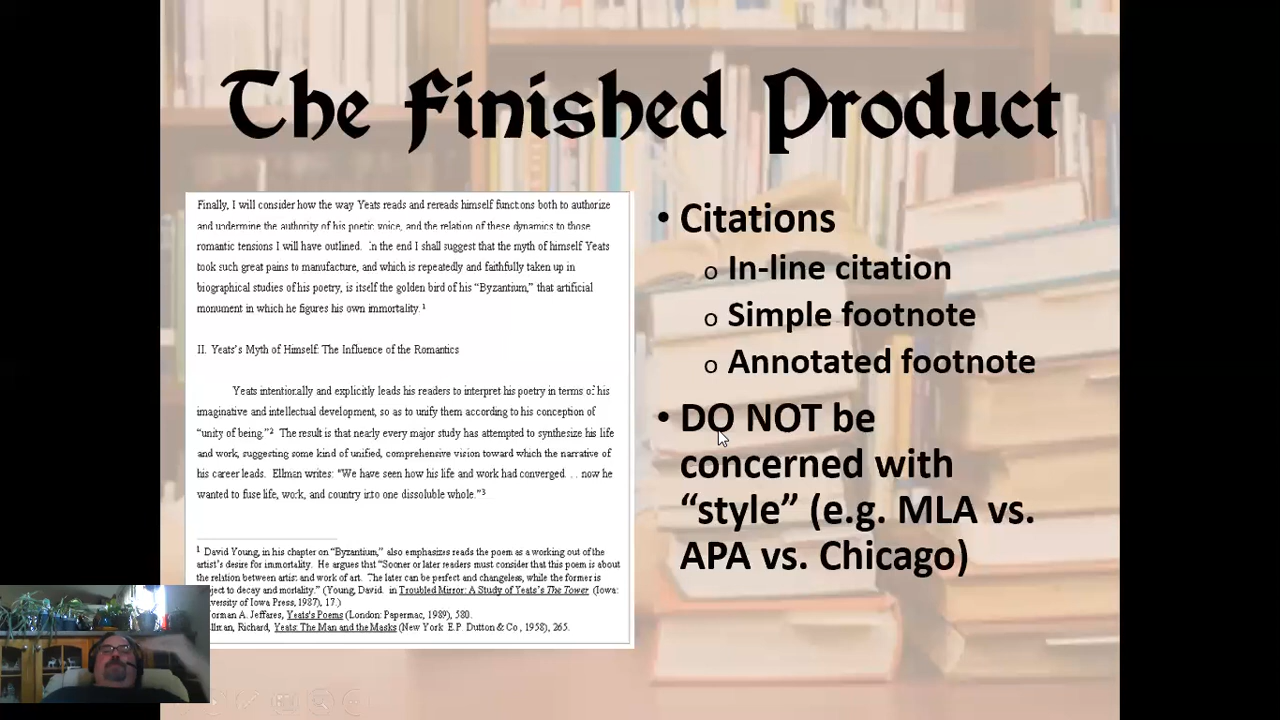 The Finished Product
Finally, I will consider how the way Yeats reads and rereads himself functions both to authorize
and undermine the authority of his poetic voice, and the relation of these dynamics to those
romantic tensions I will have outlined. In the end I shall suggest that the myth of himself Yeats
took such great pains to manufacture, and which is repeatedly and faithfully taken up in
biographical studies of his poetry, is itself the golden bird of his “Byzantium,” that artificial
monument in which he figures his own immortality.1
II. Yeats's Myth of Himself: The Influence of the Romantics
Yeats intentionally and explicitly leads his readers to interpret his poetry in terms of his
imaginative and intellectual development, so as to unify them according to his conception of
“unity of being.”2 The result is that nearly every major study has attempted to synthesize his life
and work, suggesting some kind of unified, comprehensive vision toward which the narrative of
his career leads. Ellman writes: "We have seen how his life and work had converged. . . now he
wanted to fuse life, work, and country into one dissoluble whole.”3
1 David Young, in his chapter on “Byzantium,” also emphasizes reads the poem as a working out of the
artist's desire for immortality. He argues that “Sooner or later readers must consider that this poem is about
the relation between artist and work of art. The later can be perfect and changeless, while the former is
ject to decay and mortality.” (Young, David. in Troubled Mirror: A Study of Yeats's The Tower (Iowa:
versity of Iowa Press, 1987), 17.)
orman A. Jeffares, Yeats's Poems (London: Papermac, 1989), 580.
llman, Richard, Yeats: The Man and the Masks (New York: E.P. Dutton & Co., 1958), 265.
• Citations
o In-line citation
o Simple footnote
o Annotated footnote
• DO NOT be
concerned with
“style” (e.g. MLA vs.
APA vs. Chicago)